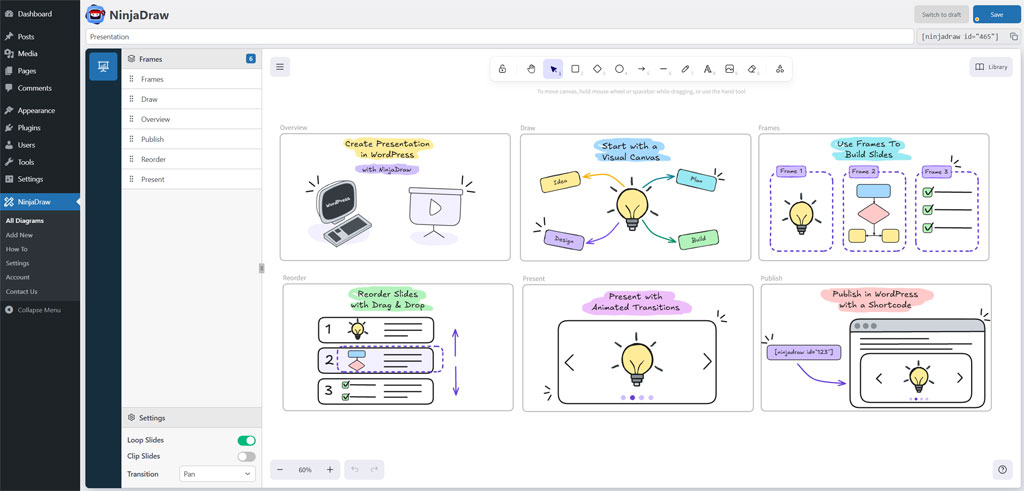 Dashboard
Posts
Media
Pages
Comments
Appearance
Plugins
Users
Tools
Settings
NinjaDraw
All Diagrams
Add New
How To
Settings
Account
Contact Us
Collapse Menu
NinjaDraw
Switch to draft
Save
Presentation
[ninjadraw id="465"]
Frames
6
Frames
Draw
Overview
Publish
Reorder
Present
Settings
Loop Slides
Clip Slides
Transition
Pan
Library
To move canvas, hold mouse wheel or spacebar while dragging, or use the hand tool
Overview
Create Presentation
in WordPress
with NinjaDraw
WordPress
Draw
Start with a
Visual Canvas
Idea
Plan
Design
Build
Frames
Use Frames To
Build Slides
Frame 1
Frame 2
Frame 3
Reorder
Reorder Slides
with Drag & Drop
1
2
3
Present
Present with
Animated Transitions
Publish
Publish in WordPress
with a Shortcode
[ninjadraw id="123"]
60%